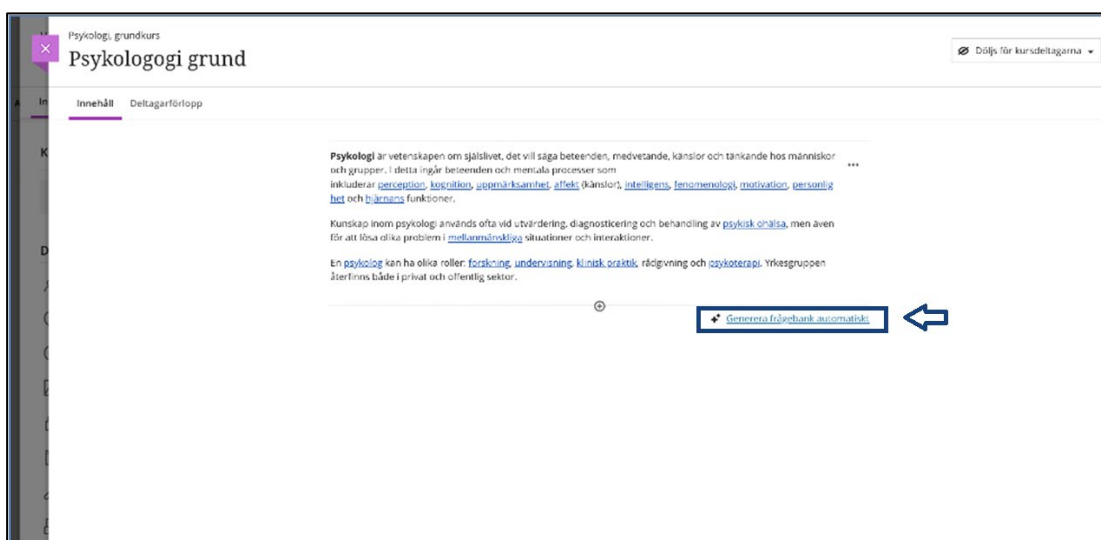 Psykologi, grundkurs
Psykologogi grund
Döljs för kursdeltagarna
In
Innehåll Deltagarförlopp
K
Psykologi är vetenskapen om själslivet, det vill säga beteenden, medvetande, känslor och tänkande hos människor
och grupper. I detta ingår beteenden och mentala processer som
inkluderar perception, kognition, uppmärksamhet, affekt (känslor), intelligens, fenomenologi, motivation, personlig
het och hjärnans funktioner.
Kunskap inom psykologi används ofta vid utvärdering, diagnosticering och behandling av psykisk ohälsa, men även
för att lösa olika problem i mellanmänskliga situationer och interaktioner.
D
En psykolog kan ha olika roller: forskning, undervisning, klinisk praktik, rådgivning och psykoterapi. Yrkesgruppen
återfinns både i privat och offentlig sektor.
Generera frågebank automatiskt